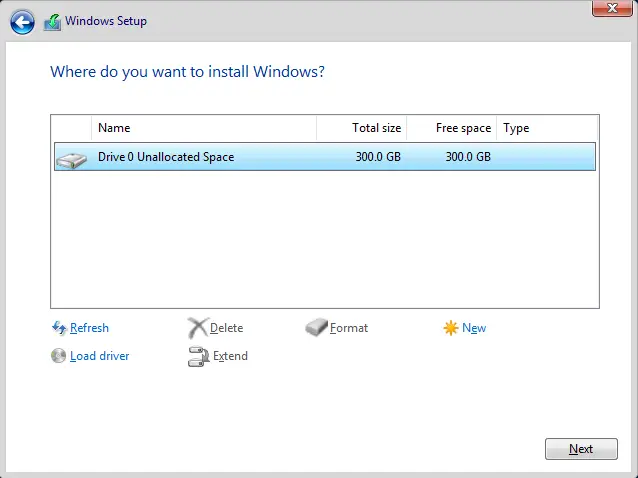 Windows Setup
Where do you want to install Windows?
Name Total size Free space Type
Drive 0 Unallocated Space 300.0 GB 300.0 GB
Refresh Delete Format New
Load driver Extend
Next